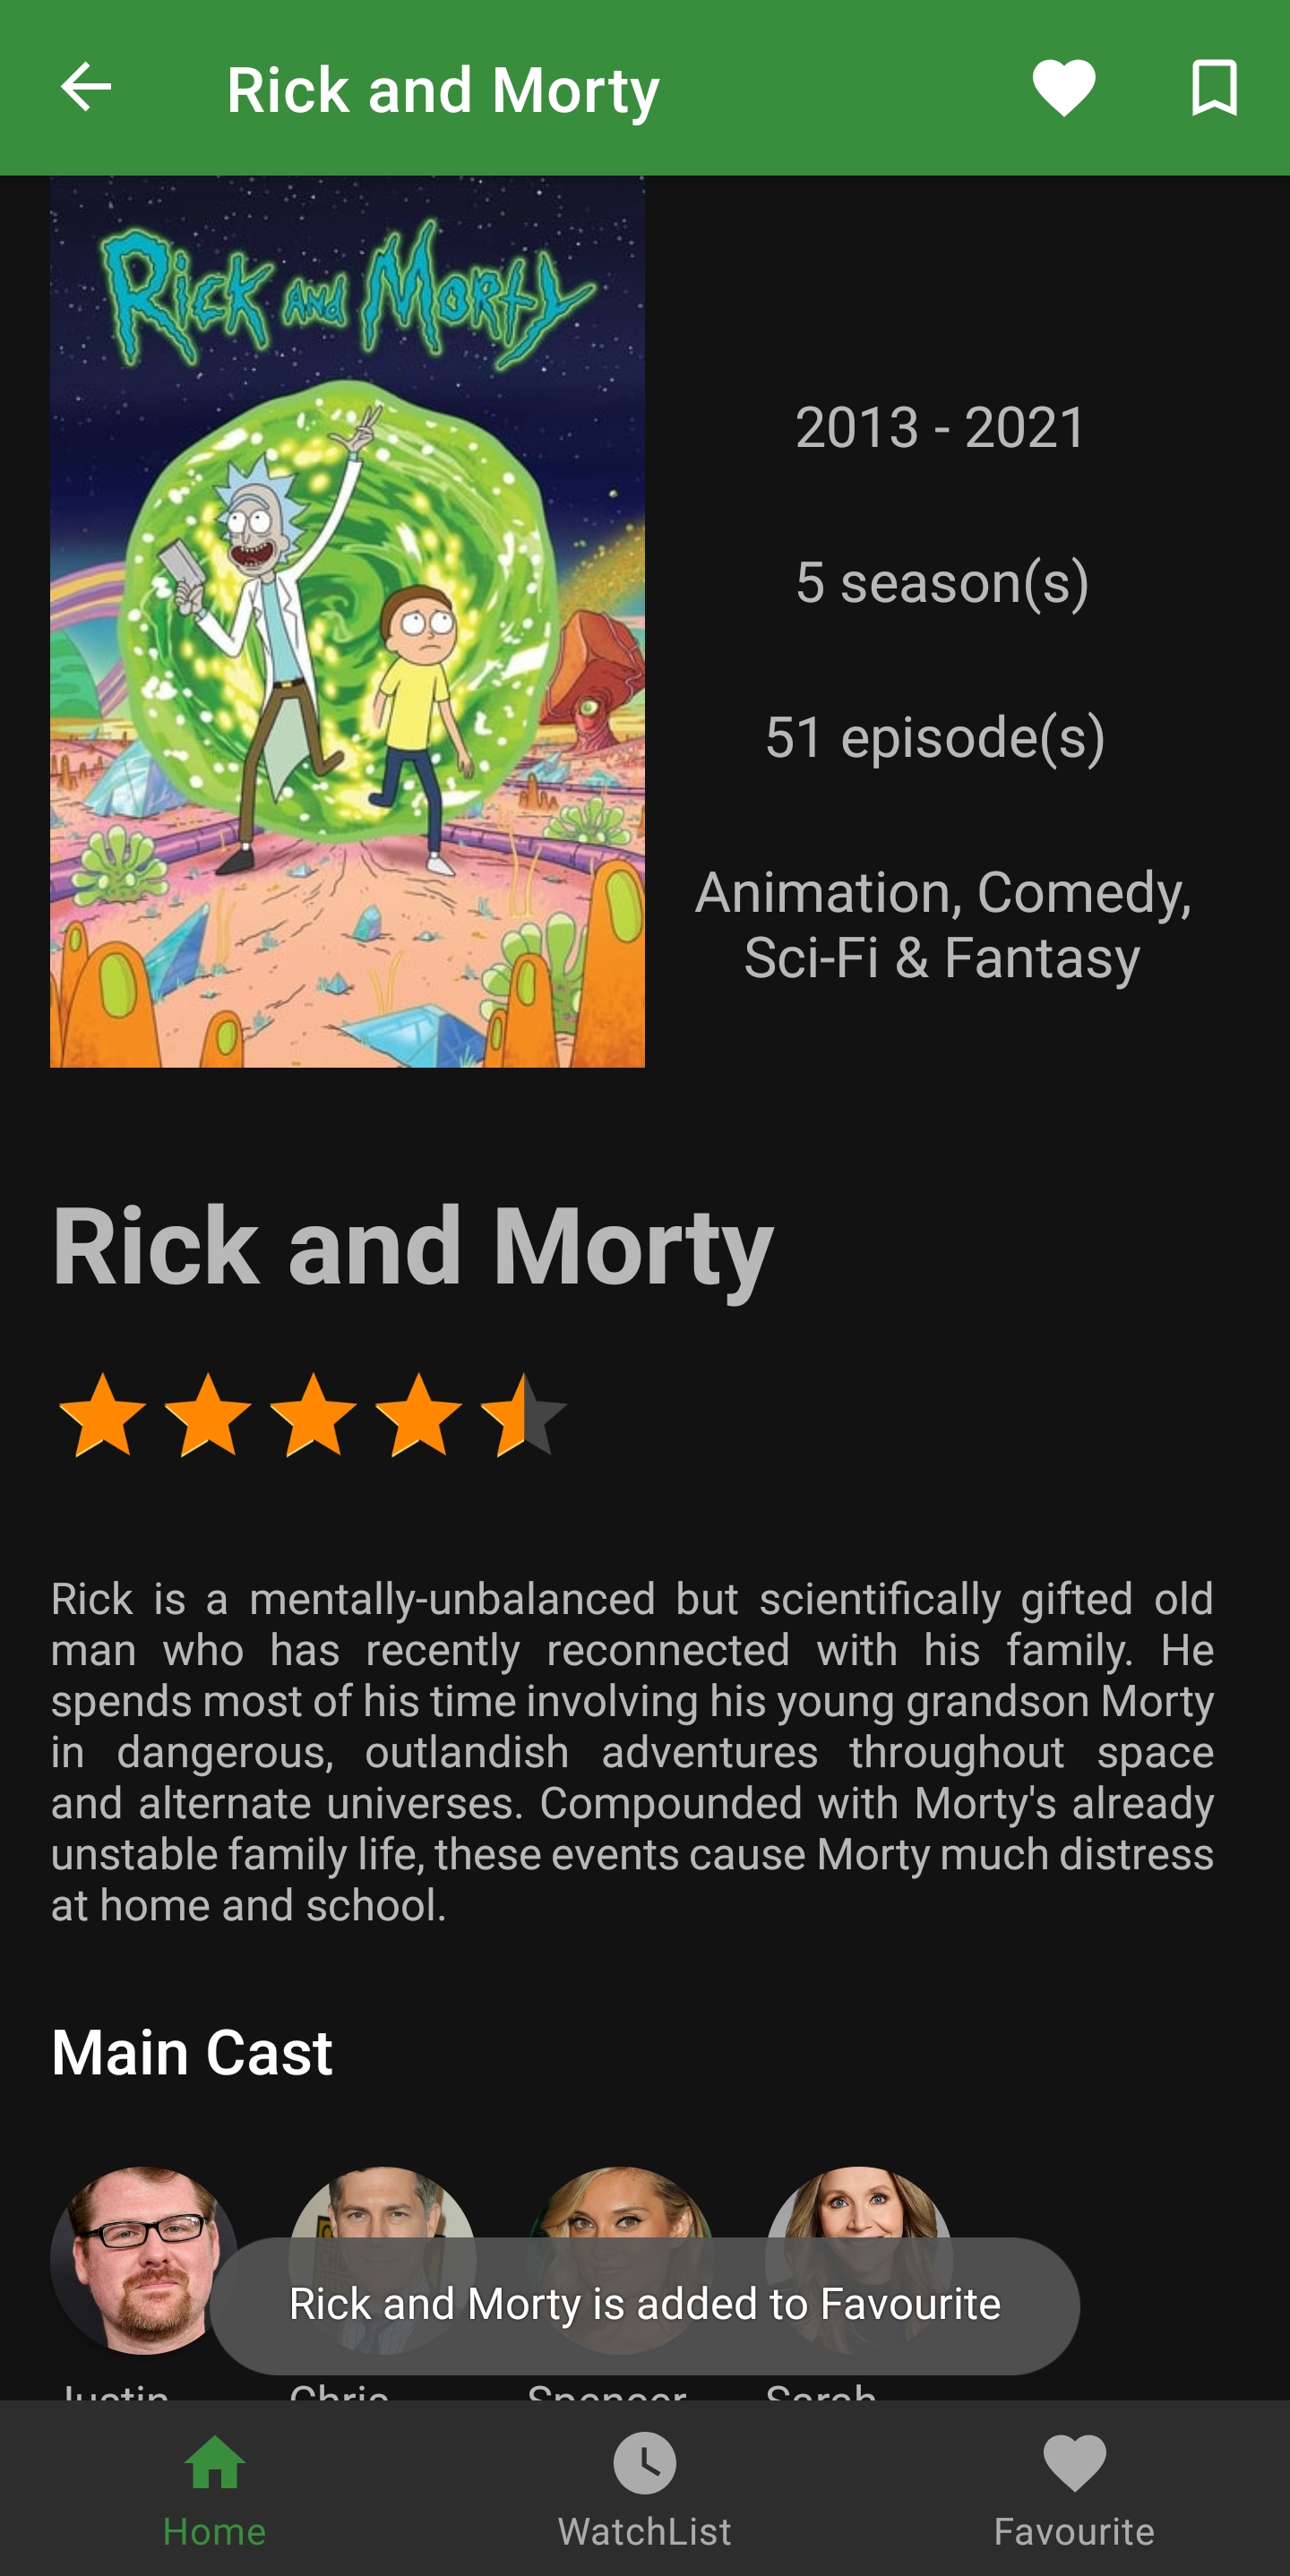 Rick and Morty
Rick and Morty
2013 - 2021
5 season(s)
51 episode(s)
Animation, Comedy,
Sci-Fi & Fantasy
Rick and Morty
Rick is a mentally-unbalanced but scientifically gifted old
man who has recently reconnected with his family. He
spends most of his time involving his young grandson Morty
in dangerous, outlandish adventures throughout space
and alternate universes. Compounded with Morty's already
unstable family life, these events cause Morty much distress
at home and school.
Main Cast
Rick and Morty is added to Favourite
Justin Chris Spencer Sarah
Home WatchList Favourite